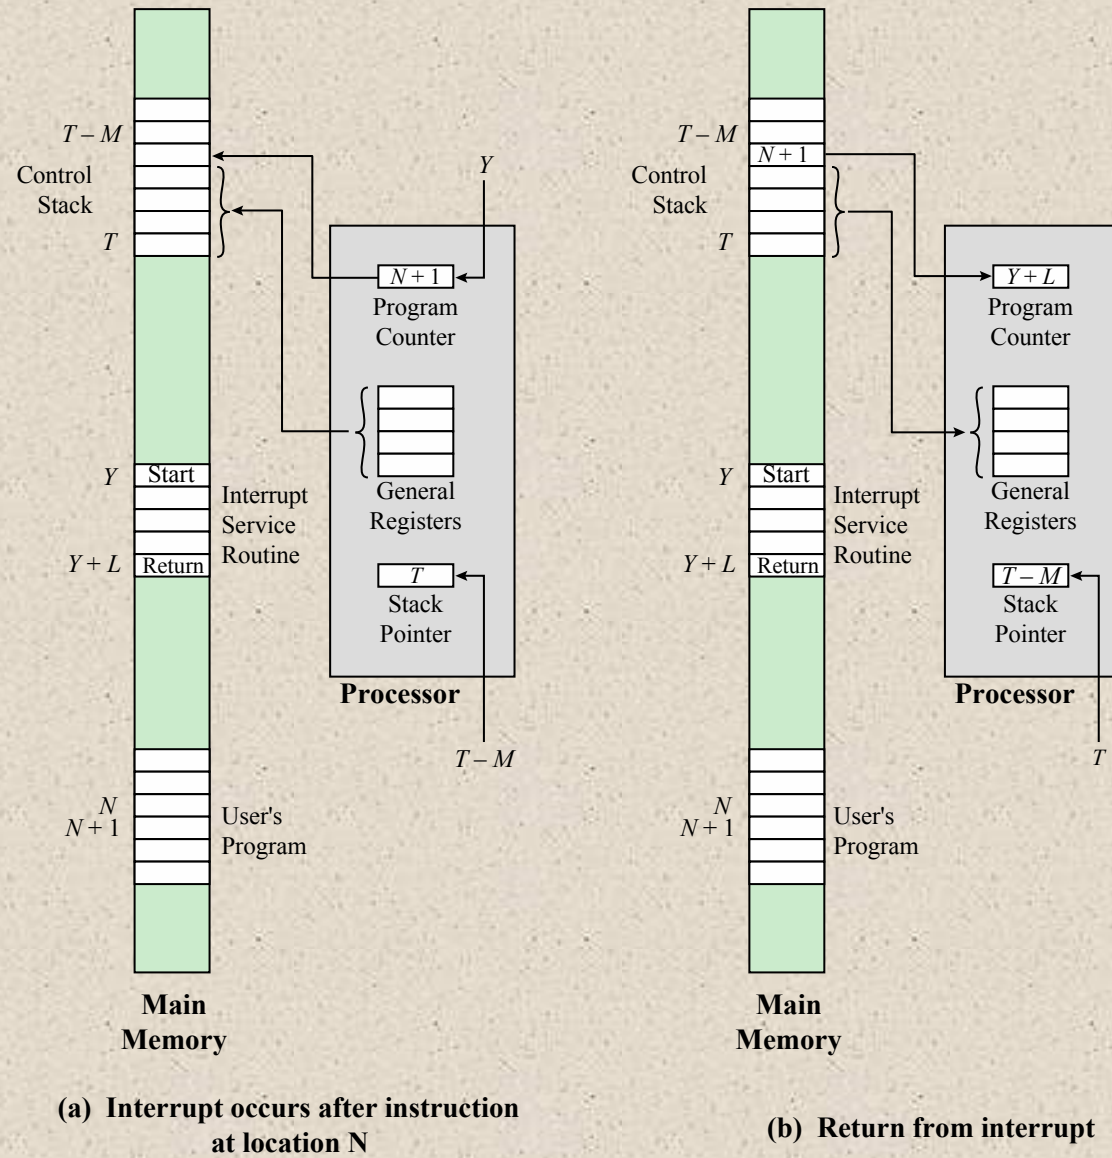 T – M
Control
Stack
T
Y
N + 1
Program
Counter
General
Registers
Y
Start
Interrupt
Service
Routine
Y + L
Return
T
Stack
Pointer
Processor
T – M
N
N + 1
User's
Program
Main
Memory
(a) Interrupt occurs after instruction
at location N
T – M
N + 1
Control
Stack
T
Y + L
Program
Counter
General
Registers
Y
Start
Interrupt
Service
Routine
Y + L
Return
T – M
Stack
Pointer
Processor
T
N
N + 1
User's
Program
Main
Memory
(b) Return from interrupt